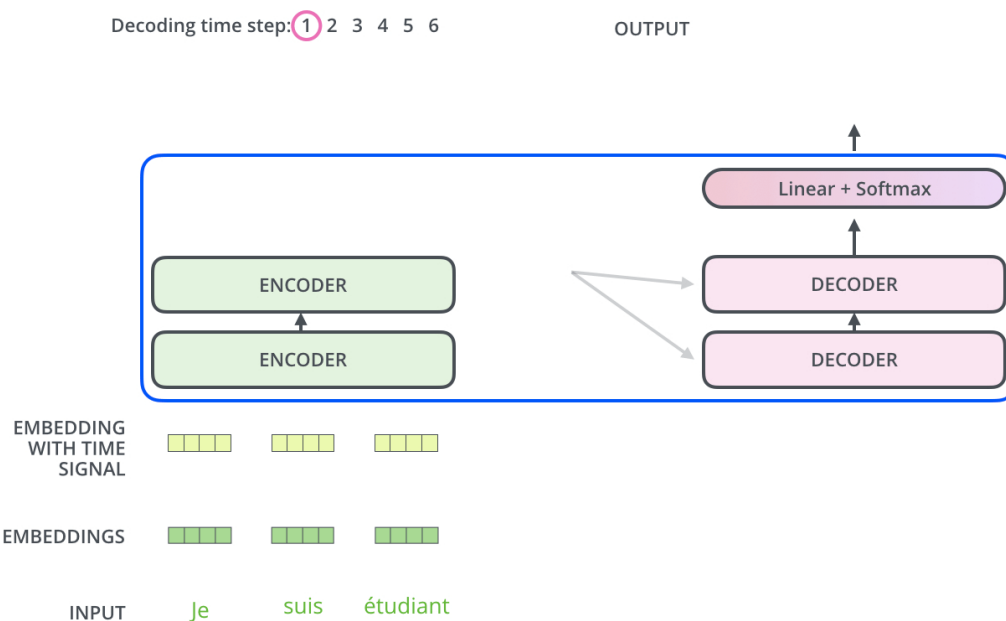 Decoding time step: 1 2 3 4 5 6
OUTPUT
Linear + Softmax
ENCODER
DECODER
ENCODER
DECODER
EMBEDDING
WITH TIME
SIGNAL
EMBEDDINGS
INPUT
Je suis étudiant